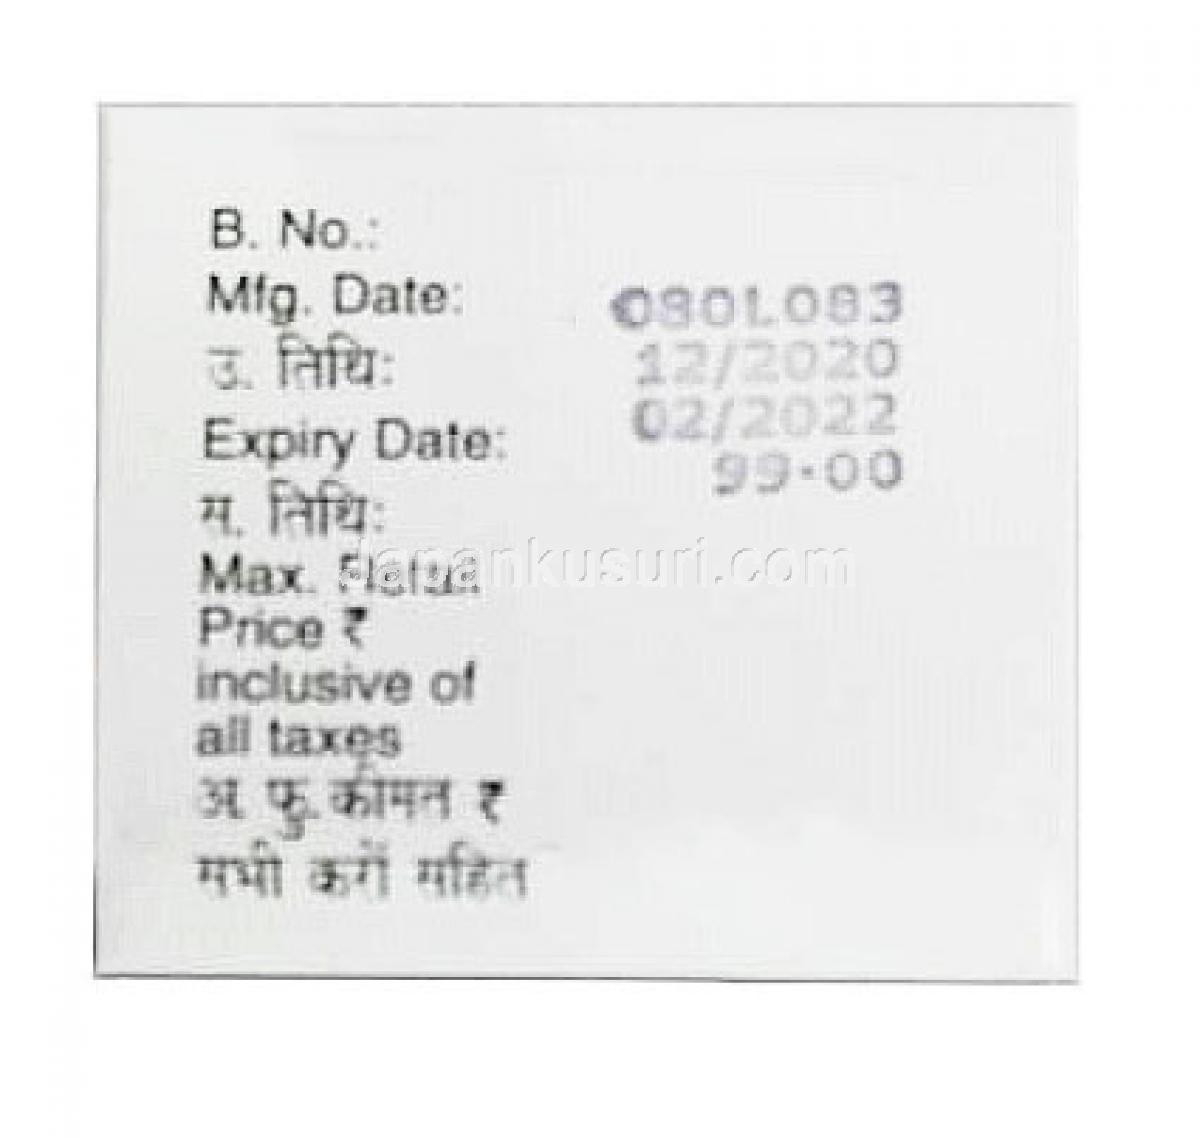 B. No.:
Mfg. Date: 080L083
उ. तिथि: 12/2020
02/2022
Expiry Date:
99.00
म. तिथि:
Japankusuri.com
Max. Retail
Price ₹
inclusive of
all taxes
अ. फु. कीमत ₹
सभी करों सहित